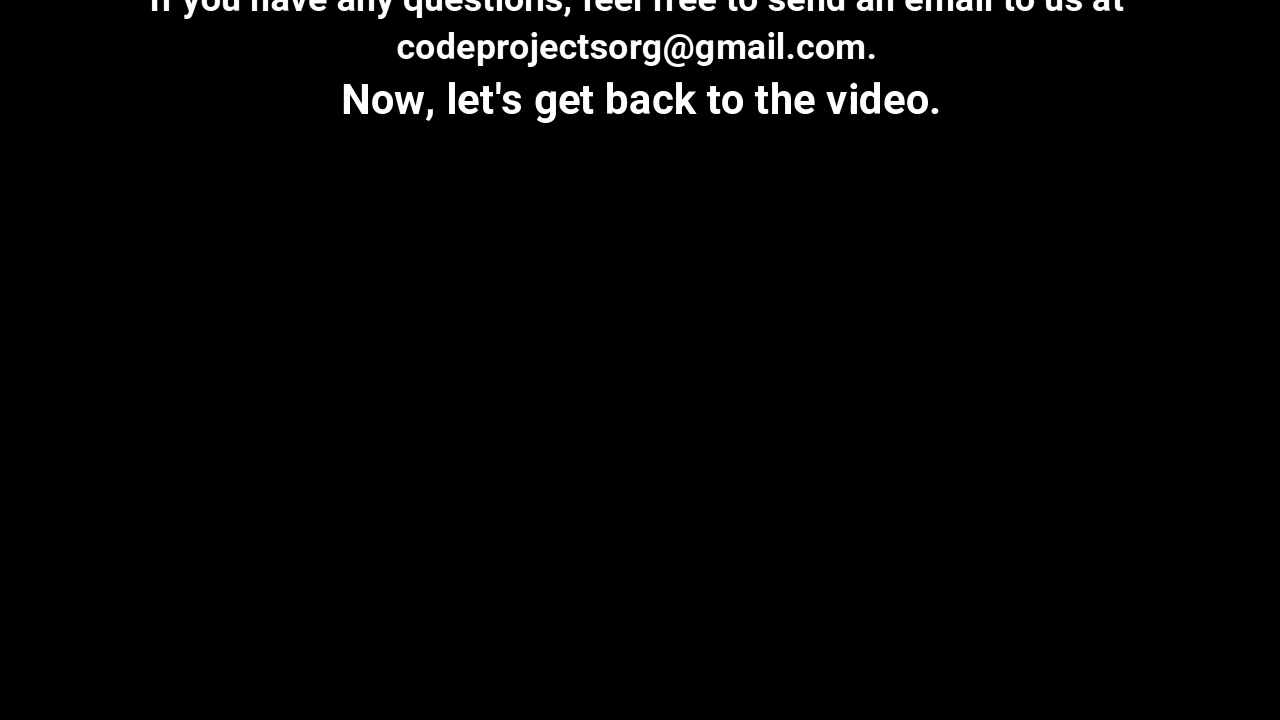 If you have any questions, feel free to send an email to us at
codeprojectsorg@gmail.com.
Now, let's get back to the video.